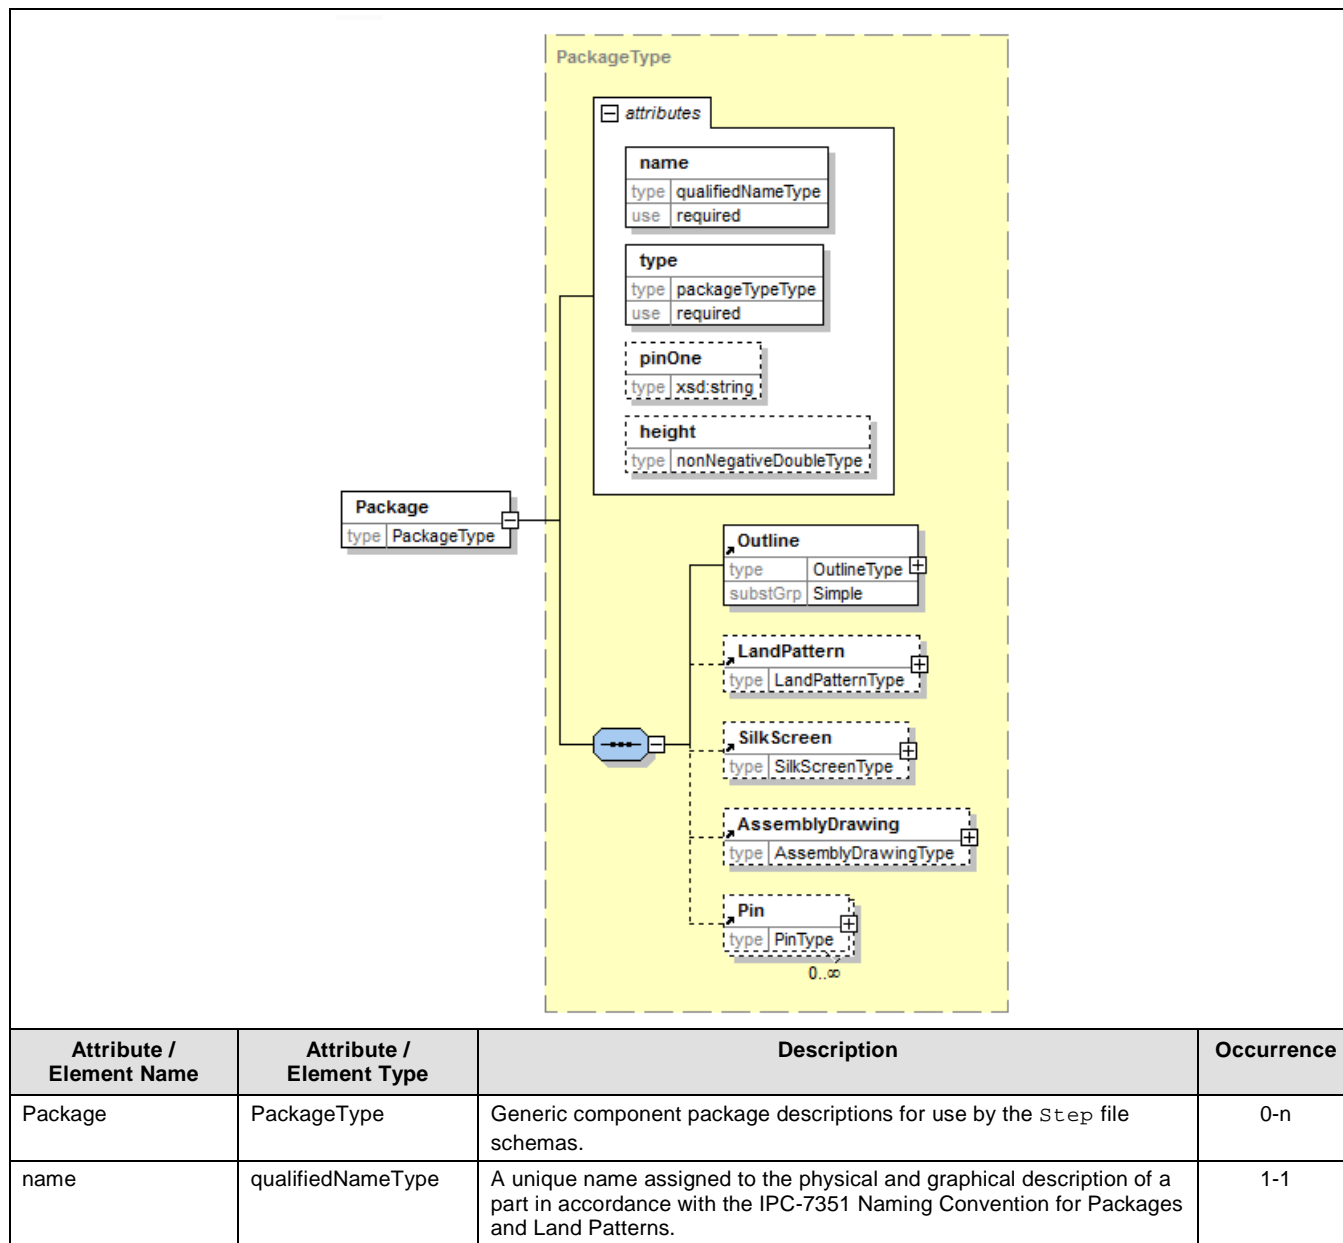 PackageType
attributes
name
type qualifiedNameType
use required
type
type packageTypeType
use required
pinOne
type xsd:string
height
type nonNegativeDoubleType
Package
type PackageType
Outline
type OutlineType
substGrp Simple
LandPattern
type LandPatternType
SilkScreen
type SilkScreenType
AssemblyDrawing
type AssemblyDrawingType
Pin
type PinType
0..∞
Attribute / Attribute / Description Occurrence
Element Name Element Type
Package PackageType Generic component package descriptions for use by the Step file 0-n
schemas.
name qualifiedNameType A unique name assigned to the physical and graphical description of a 1-1
part in accordance with the IPC-7351 Naming Convention for Packages
and Land Patterns.